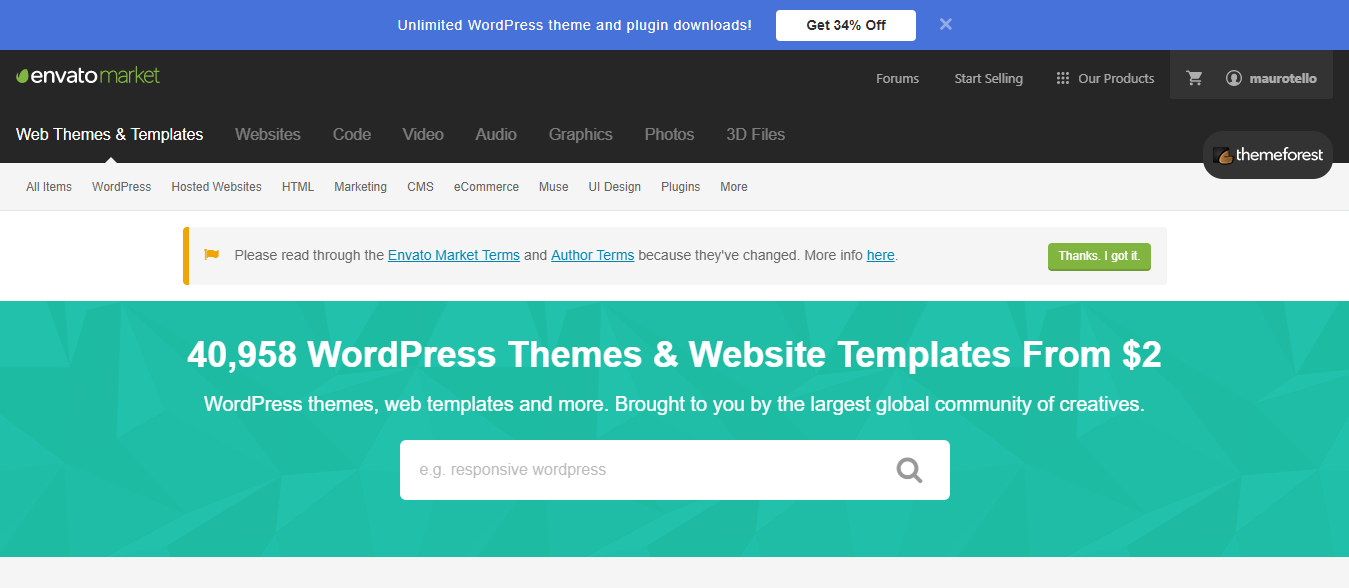 Unlimited WordPress theme and plugin downloads! Get 34% Off ×
envatomarket Forums Start Selling Our Products maurotello
Web Themes & Templates Websites Code Video Audio Graphics Photos 3D Files
themeforest
All Items WordPress Hosted Websites HTML Marketing CMS eCommerce Muse UI Design Plugins More
Please read through the Envato Market Terms and Author Terms because they've changed. More info here. Thanks. I got it.
40,958 WordPress Themes & Website Templates From $2
WordPress themes, web templates and more. Brought to you by the largest global community of creatives.
e.g. responsive wordpress